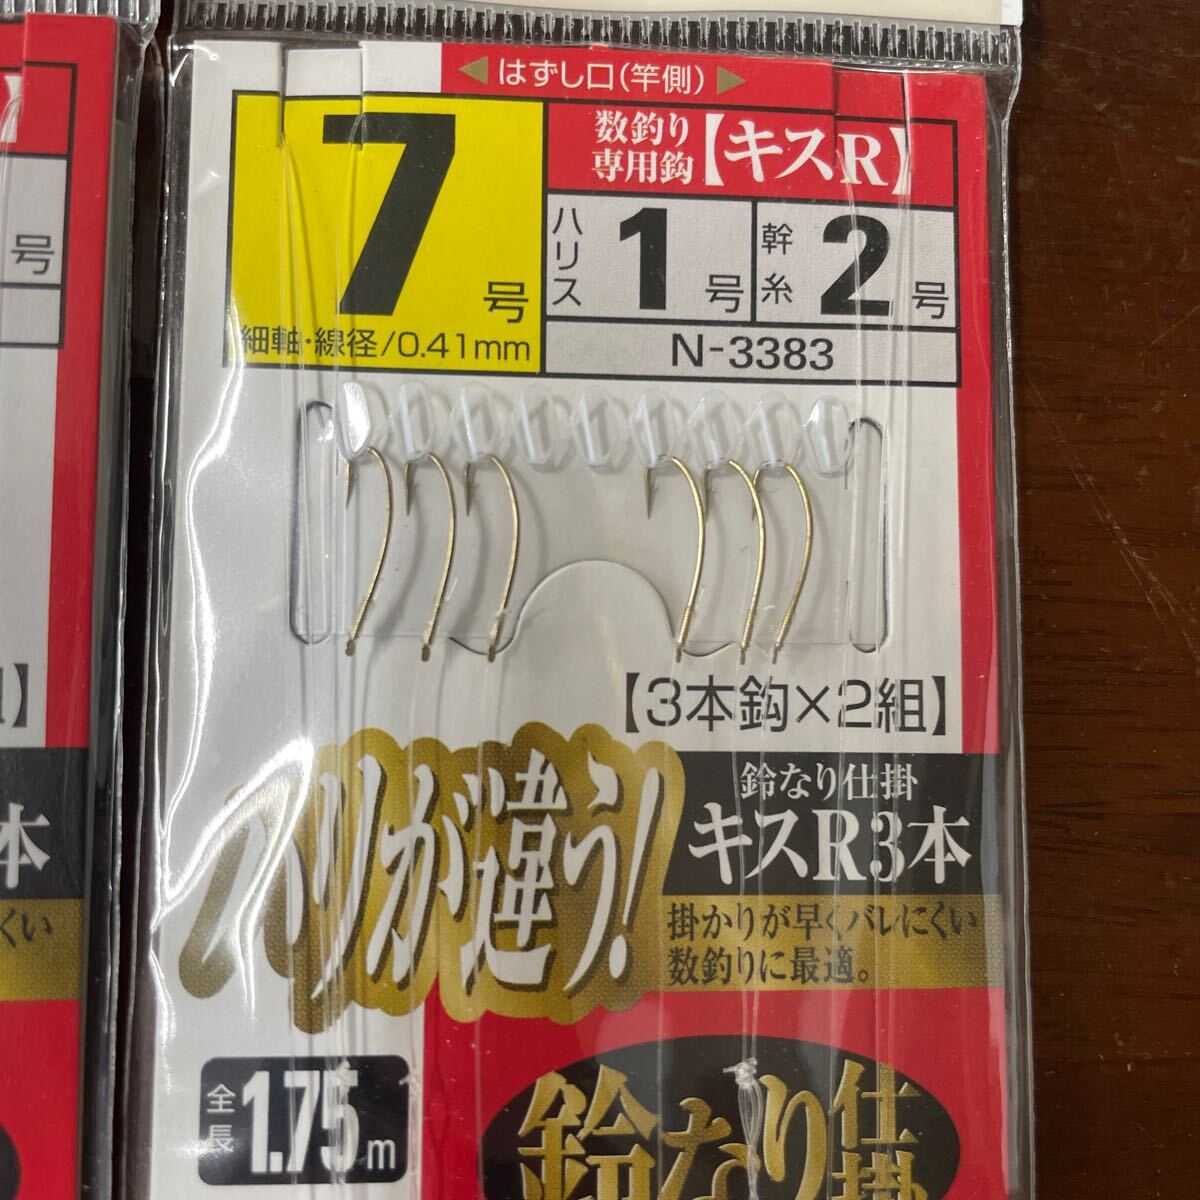 ◀はずし口(竿側)▶
7号
細軸・線径/0.41mm
数釣り
専用鈎
【キスR】
ハリス 1号
幹糸 2号
N-3383
【3本鈎×2組】
ハリが違う!
鈴なり仕掛
キスR3本
掛かりが早くバレにくい
数釣りに最適。
全長 1.75m
鈴なり仕掛
号
本
くい